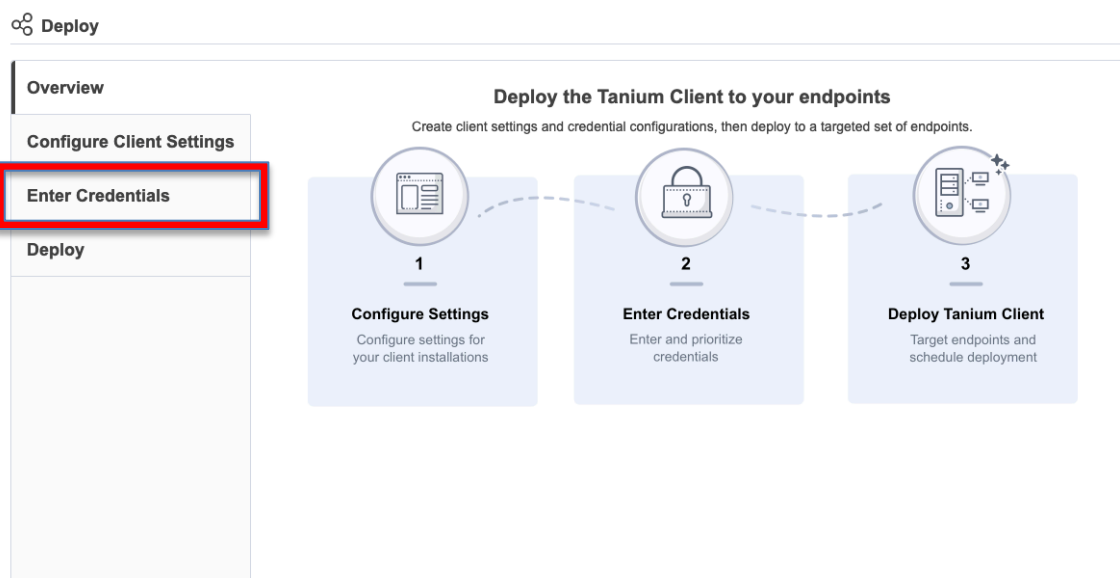 Deploy
Overview
Configure Client Settings
Enter Credentials
Deploy
Deploy the Tanium Client to your endpoints
Create client settings and credential configurations, then deploy to a targeted set of endpoints.
1
Configure Settings
Configure settings for
your client installations
2
Enter Credentials
Enter and prioritize
credentials
3
Deploy Tanium Client
Target endpoints and
schedule deployment